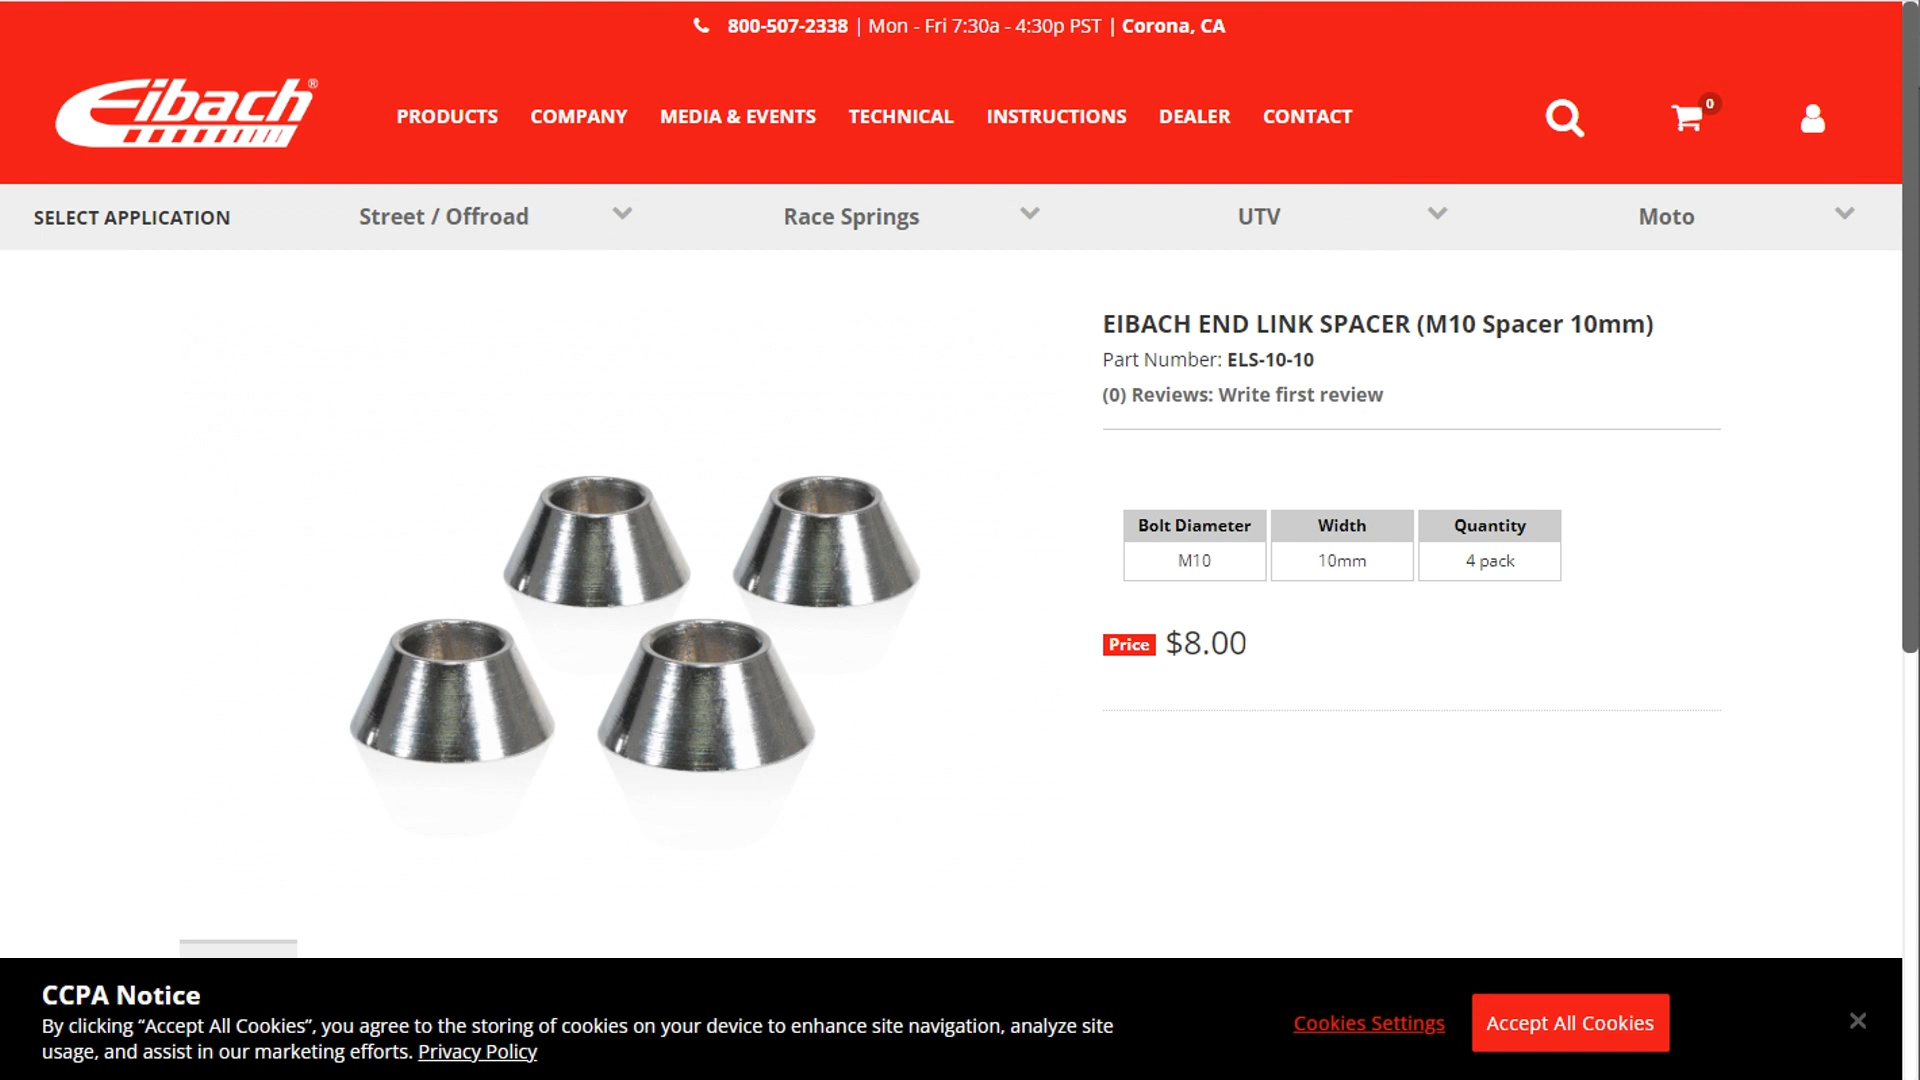 800-507-2338 | Mon - Fri 7:30a - 4:30p PST | Corona, CA
Eibach®
PRODUCTS COMPANY MEDIA & EVENTS TECHNICAL INSTRUCTIONS DEALER CONTACT
0
SELECT APPLICATION Street / Offroad Race Springs UTV Moto
EIBACH END LINK SPACER (M10 Spacer 10mm)
Part Number: ELS-10-10
(0) Reviews: Write first review
Bolt Diameter Width Quantity
M10 10mm 4 pack
Price $8.00
CCPA Notice
By clicking “Accept All Cookies”, you agree to the storing of cookies on your device to enhance site navigation, analyze site
usage, and assist in our marketing efforts. Privacy Policy
Cookies Settings
Accept All Cookies